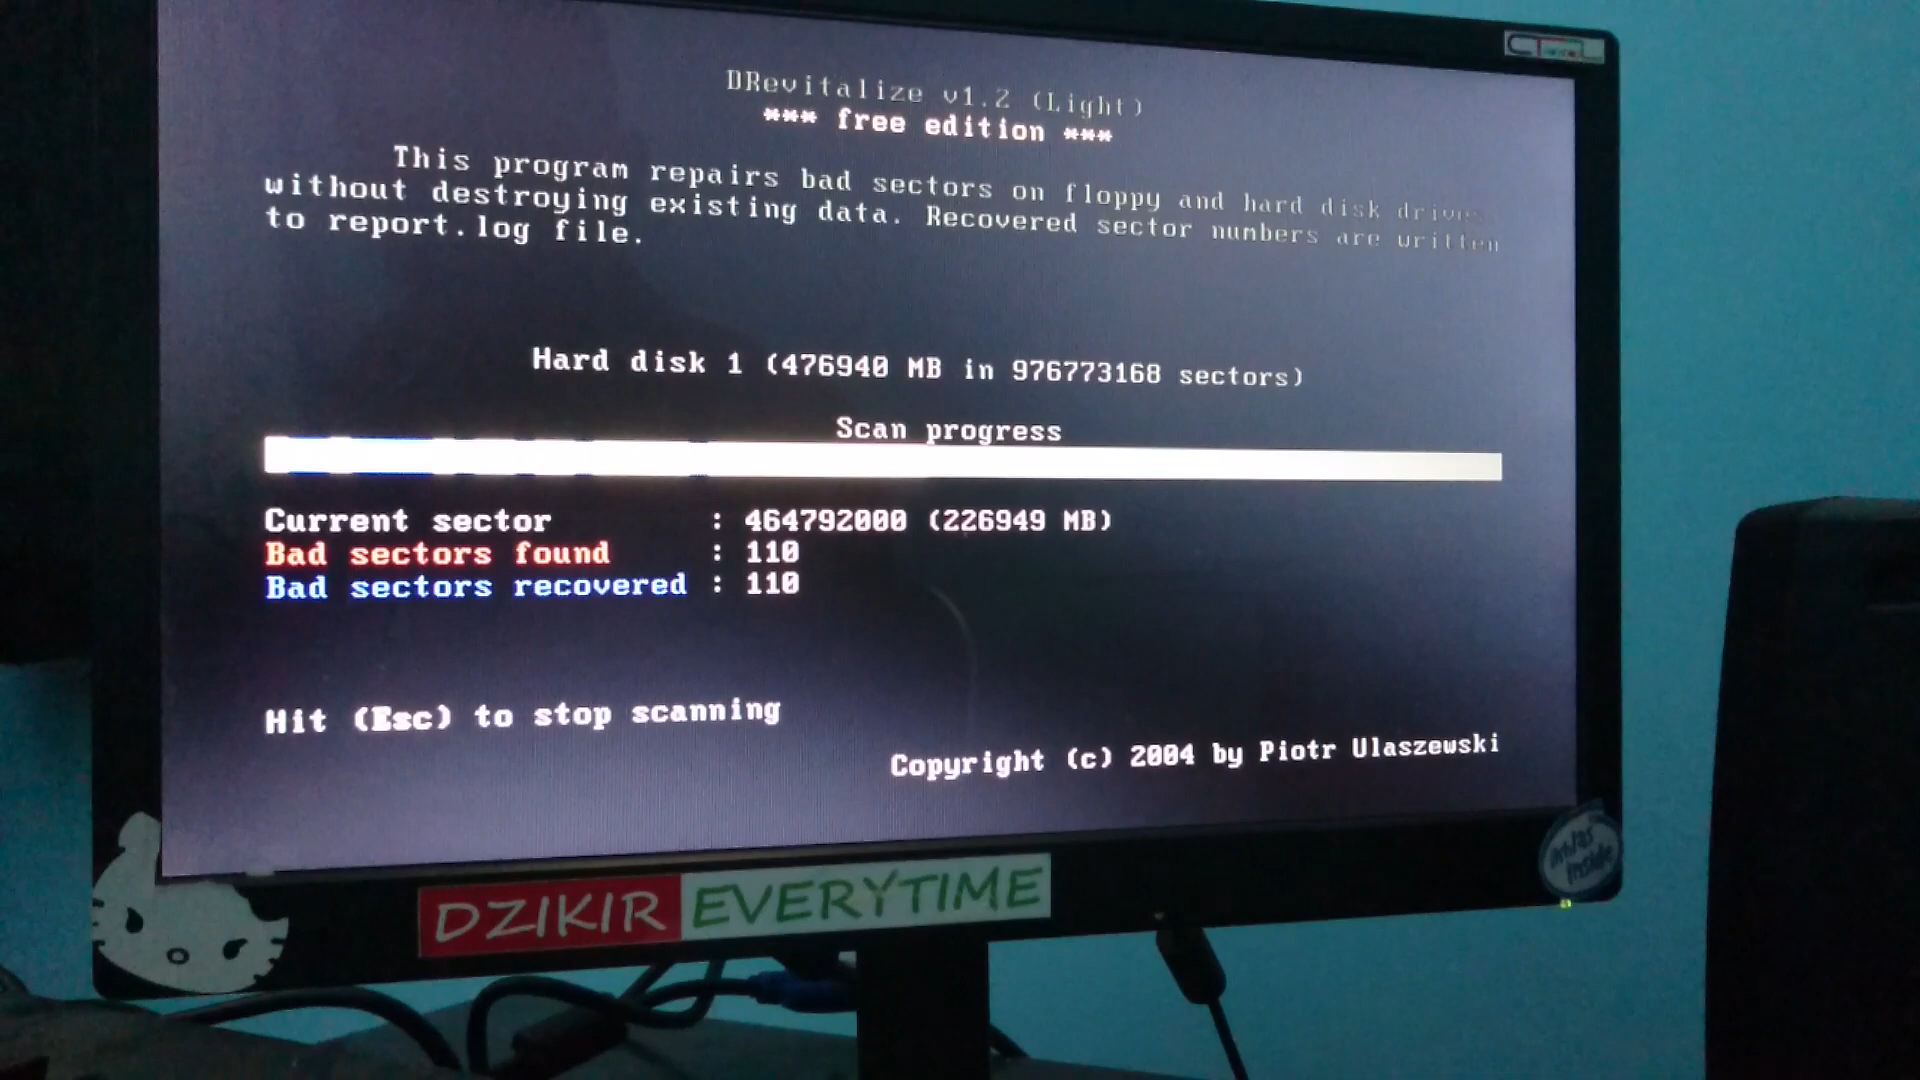 DRevitalize v1.2 (Light)
*** free edition ***
This program repairs bad sectors on floppy and hard disk drives
without destroying existing data. Recovered sector numbers are written
to report.log file.
Hard disk 1 (476940 MB in 976773168 sectors)
Scan progress
Current sector : 464792000 (226949 MB)
Bad sectors found : 110
Bad sectors recovered : 110
Hit (Esc) to stop scanning
Copyright (c) 2004 by Piotr Ulaszewski
DZIKIR EVERYTIME
inside